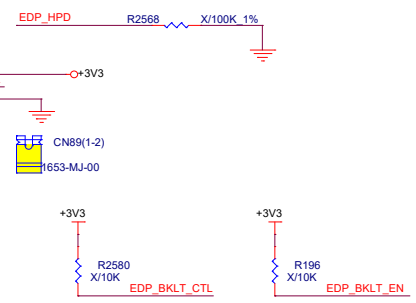 EDP_HPD R2568 X/100K_1%
+3V3
CN89(1-2)
1653-MJ-00
+3V3 +3V3
R2580 R196
X/10K X/10K
EDP_BKLT_CTL EDP_BKLT_EN